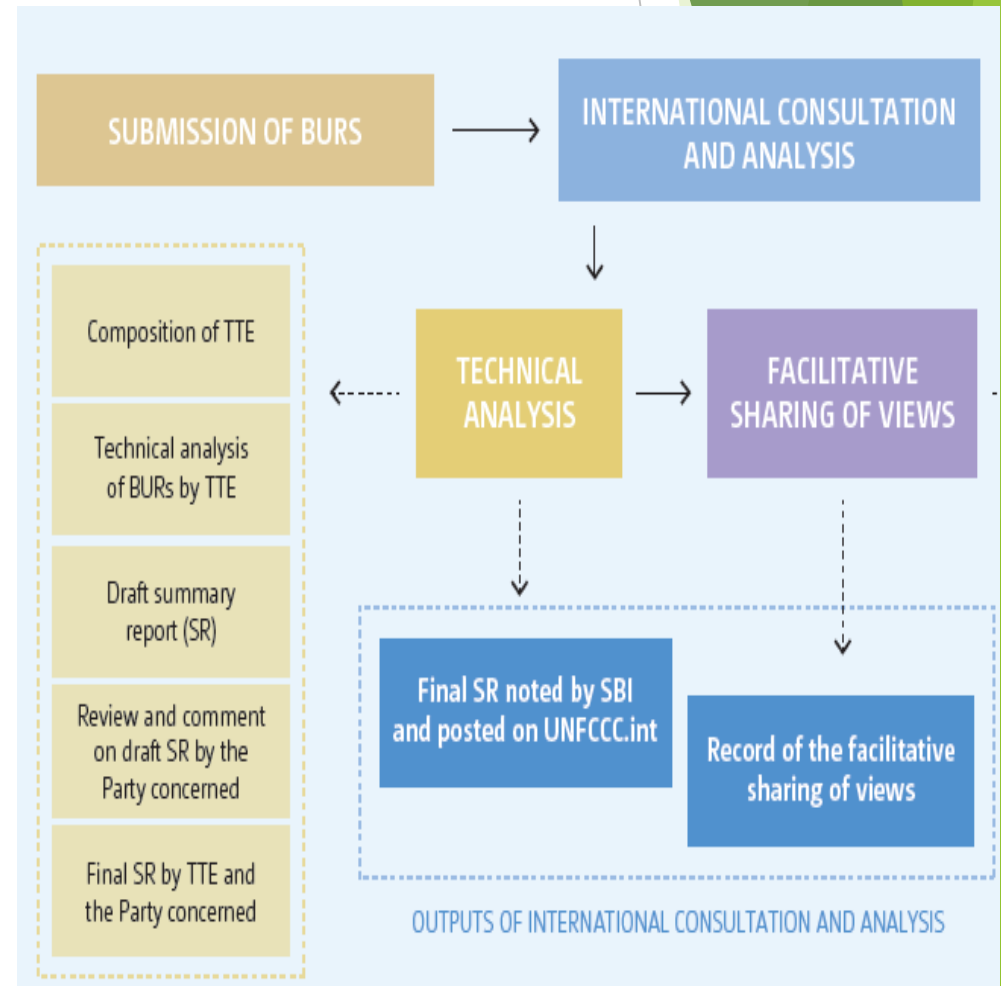 SUBMISSION OF BURS
INTERNATIONAL CONSULTATION
AND ANALYSIS
Composition of TTE
Technical analysis
of BURs by TTE
Draft summary
report (SR)
Review and comment
on draft SR by the
Party concerned
Final SR by TTE and
the Party concerned
TECHNICAL
ANALYSIS
FACILITATIVE
SHARING OF VIEWS
Final SR noted by SBI
and posted on UNFCCC.int
Record of the facilitative
sharing of views
OUTPUTS OF INTERNATIONAL CONSULTATION AND ANALYSIS